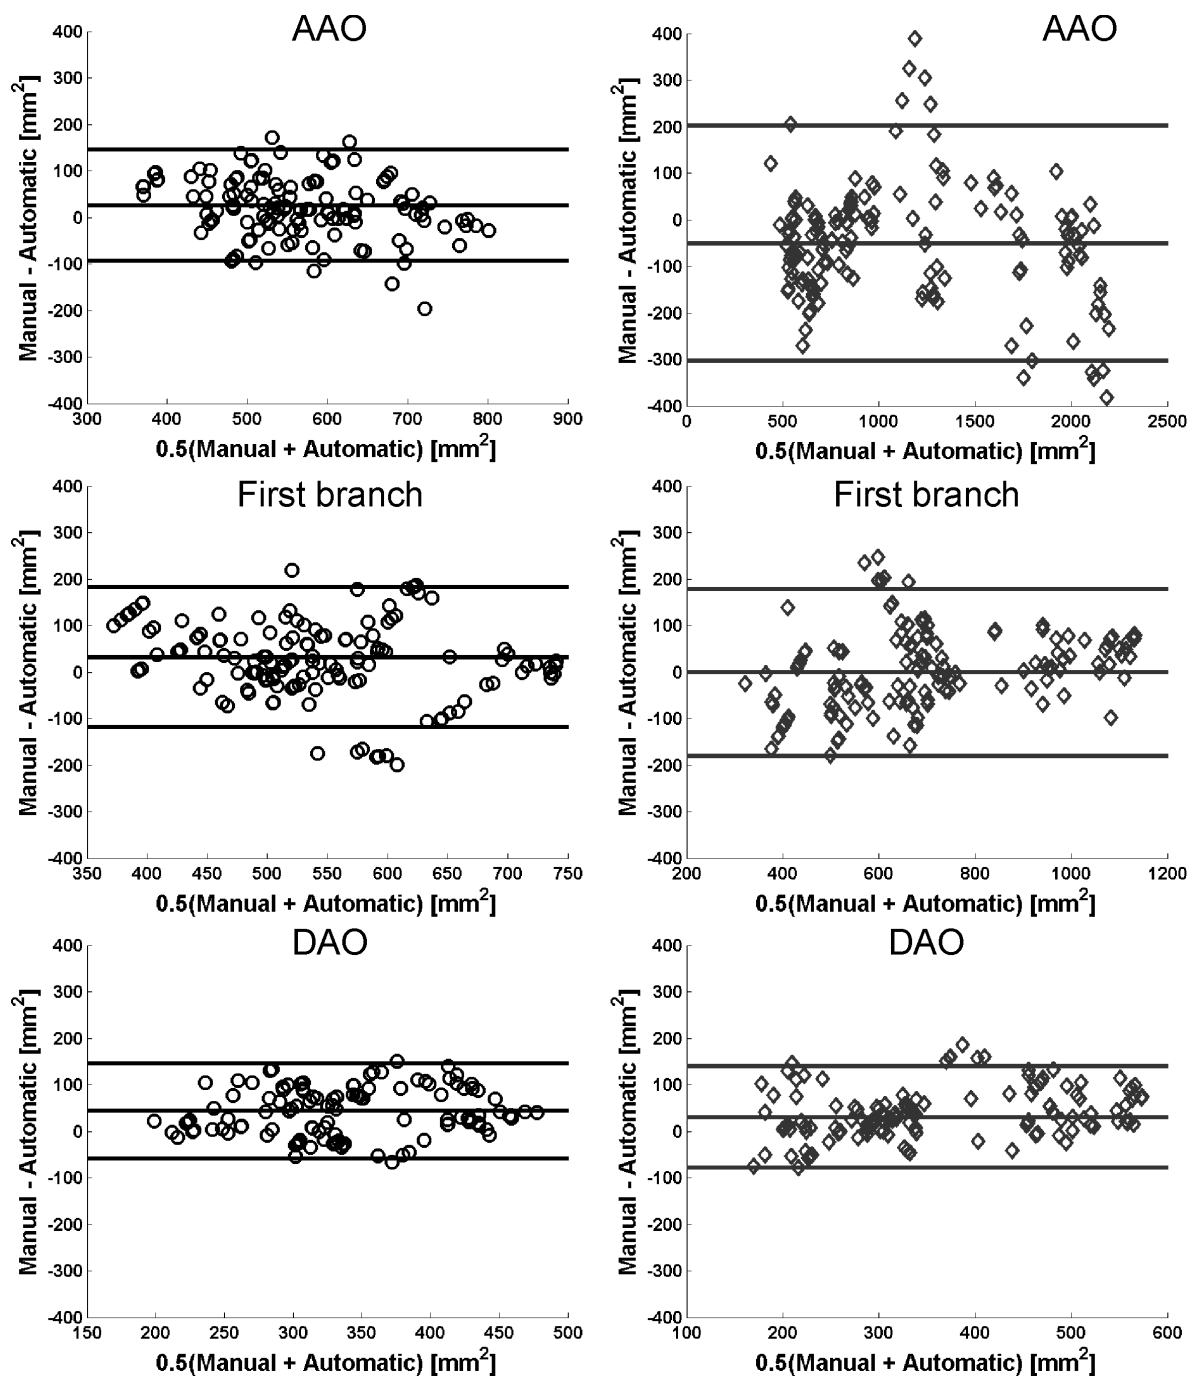 AAO
400
300
200
100
0
-100
-200
-300
-400
300 400 500 600 700 800 900
Manual - Automatic [mm²]
0.5(Manual + Automatic) [mm²]
AAO
400
300
200
100
0
-100
-200
-300
-400
0 500 1000 1500 2000 2500
Manual - Automatic [mm²]
0.5(Manual + Automatic) [mm²]
First branch
400
300
200
100
0
-100
-200
-300
-400
350 400 450 500 550 600 650 700 750
Manual - Automatic [mm²]
0.5(Manual + Automatic) [mm²]
First branch
400
300
200
100
0
-100
-200
-300
-400
200 400 600 800 1000 1200
Manual - Automatic [mm²]
0.5(Manual + Automatic) [mm²]
DAO
400
300
200
100
0
-100
-200
-300
-400
150 200 250 300 350 400 450 500
Manual - Automatic [mm²]
0.5(Manual + Automatic) [mm²]
DAO
400
300
200
100
0
-100
-200
-300
-400
100 200 300 400 500 600
Manual - Automatic [mm²]
0.5(Manual + Automatic) [mm²]